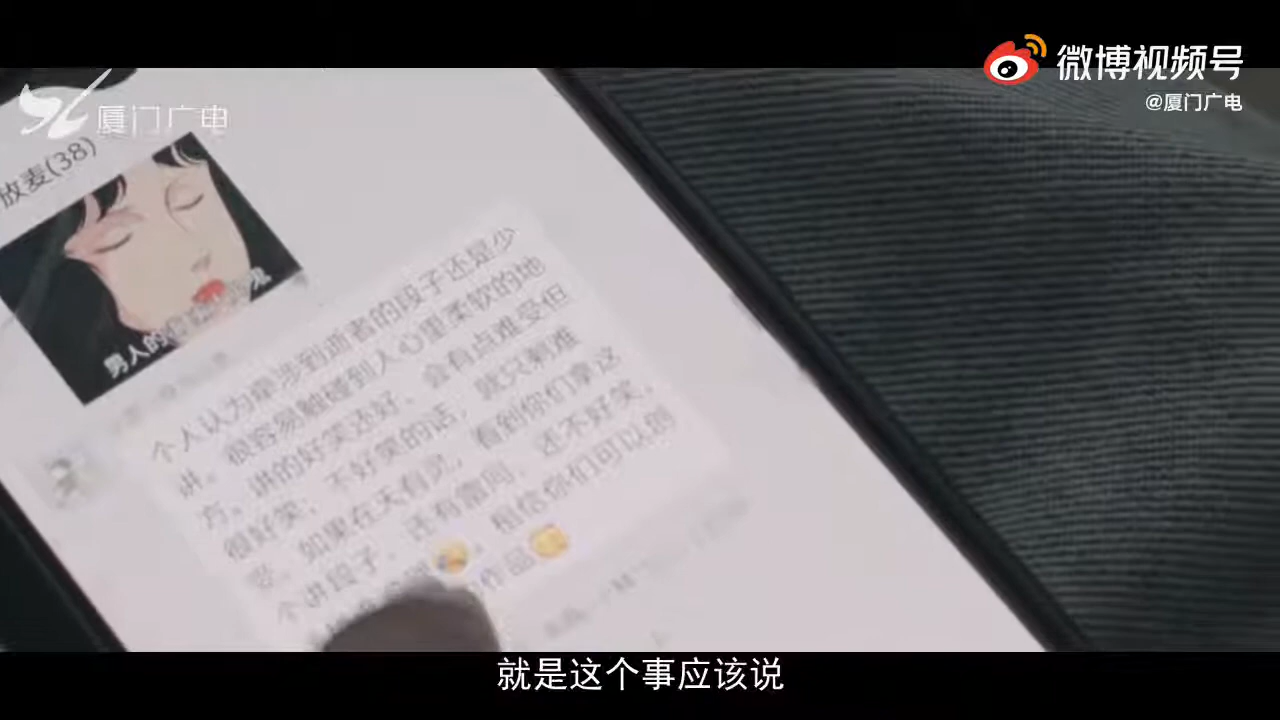 微博视频号
@厦门广电
厦门广电
放麦(38)
男人的
个人认为牵涉到逝者的段子还是少
讲。很容易触碰到人心里柔软的地
方。讲的好笑还好、会有点难受但
很好笑；不好笑的话，就只剩难
受。如果在天有灵，看到你们拿这
个讲段子、还有雷同、还不好笑。
相信你们可以创
作品
就是这个事应该说